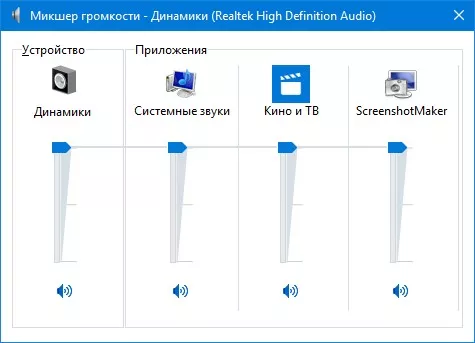 Микшер громкости - Динамики (Realtek High Definition Audio)
Устройство
Приложения
Динамики
Системные звуки
Кино и ТВ
ScreenshotMaker